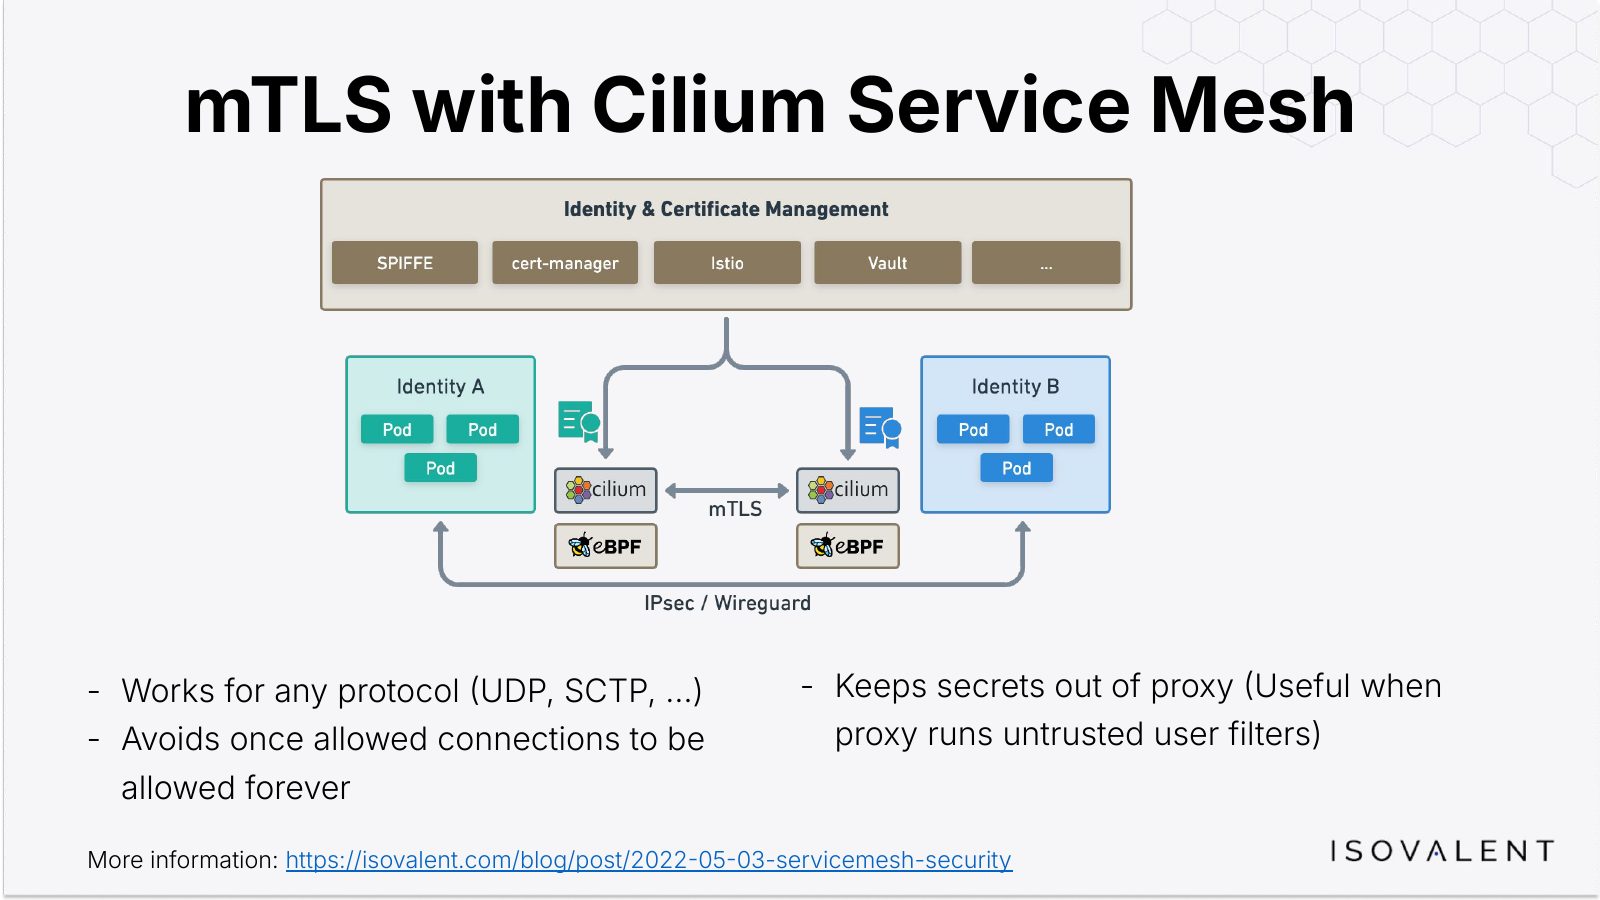 mTLS with Cilium Service Mesh
Identity & Certificate Management
SPIFFE
cert-manager
Istio
Vault
...
Identity A
Pod
Pod
Pod
Identity B
Pod
Pod
Pod
cilium
cilium
mTLS
eBPF
eBPF
IPsec / Wireguard
- Works for any protocol (UDP, SCTP, ...)
- Avoids once allowed connections to be
allowed forever
- Keeps secrets out of proxy (Useful when
proxy runs untrusted user filters)
More information: https://isovalent.com/blog/post/2022-05-03-servicemesh-security
ISOVALENT